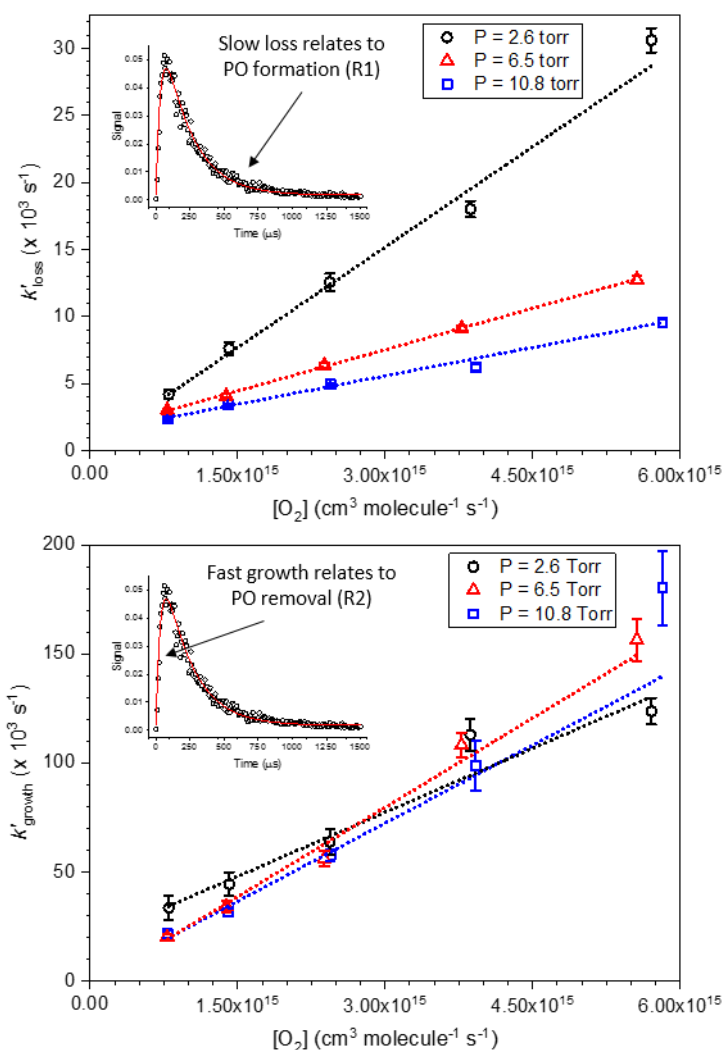 Slow loss relates to
PO formation (R1)
P = 2.6 torr
P = 6.5 torr
P = 10.8 torr
Signal
0.05
0.04
0.03
0.02
0.01
0.00
0 250 500 750 1000 1250 1500
Time (μs)
k′loss (x 10³ s⁻¹)
30
25
20
15
10
5
0
0.00 1.50x10¹⁵ 3.00x10¹⁵ 4.50x10¹⁵ 6.00x10¹⁵
[O₂] (cm³ molecule⁻¹ s⁻¹)
Fast growth relates to
PO removal (R2)
P = 2.6 Torr
P = 6.5 Torr
P = 10.8 Torr
Signal
0.05
0.04
0.03
0.02
0.01
0.00
0 250 500 750 1000 1250 1500
Time (μs)
k′growth (x 10³ s⁻¹)
200
150
100
50
0
0.00 1.50x10¹⁵ 3.00x10¹⁵ 4.50x10¹⁵ 6.00x10¹⁵
[O₂] (cm³ molecule⁻¹ s⁻¹)